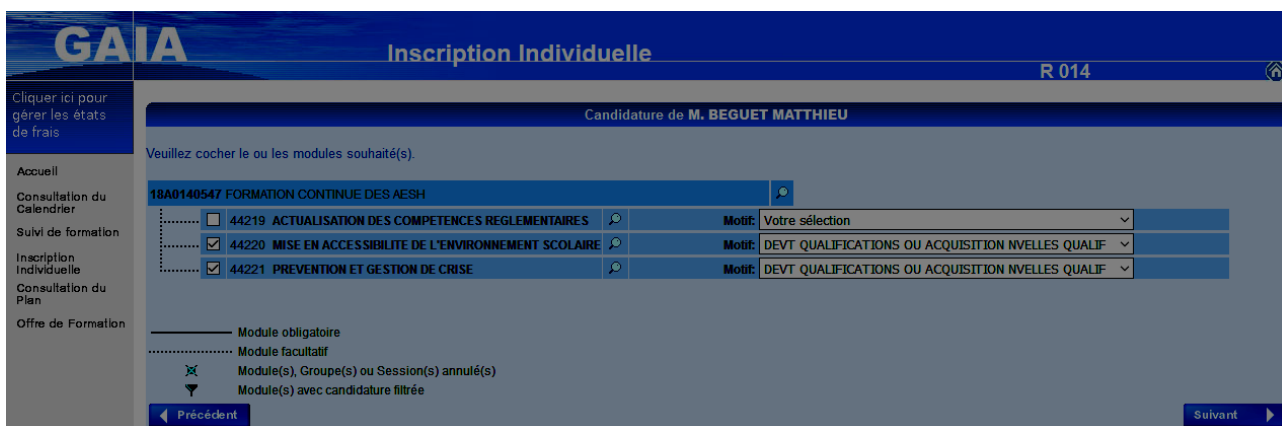 GAIA
Inscription Individuelle
R 014
Cliquer ici pour
gérer les états
de frais
Accueil
Consultation du
Calendrier
Suivi de formation
Inscription
Individuelle
Consultation du
Plan
Offre de Formation
Candidature de M. BEGUET MATTHIEU
Veuillez cocher le ou les modules souhaité(s).
18A0140547 FORMATION CONTINUE DES AESH
44219 ACTUALISATION DES COMPETENCES REGLEMENTAIRES Motif: Votre sélection
44220 MISE EN ACCESSIBILITE DE L'ENVIRONNEMENT SCOLAIRE Motif: DEVT QUALIFICATIONS OU ACQUISITION NVELLES QUALIF
44221 PREVENTION ET GESTION DE CRISE Motif: DEVT QUALIFICATIONS OU ACQUISITION NVELLES QUALIF
Module obligatoire
Module facultatif
Module(s), Groupe(s) ou Session(s) annulé(s)
Module(s) avec candidature filtrée
Précédent
Suivant